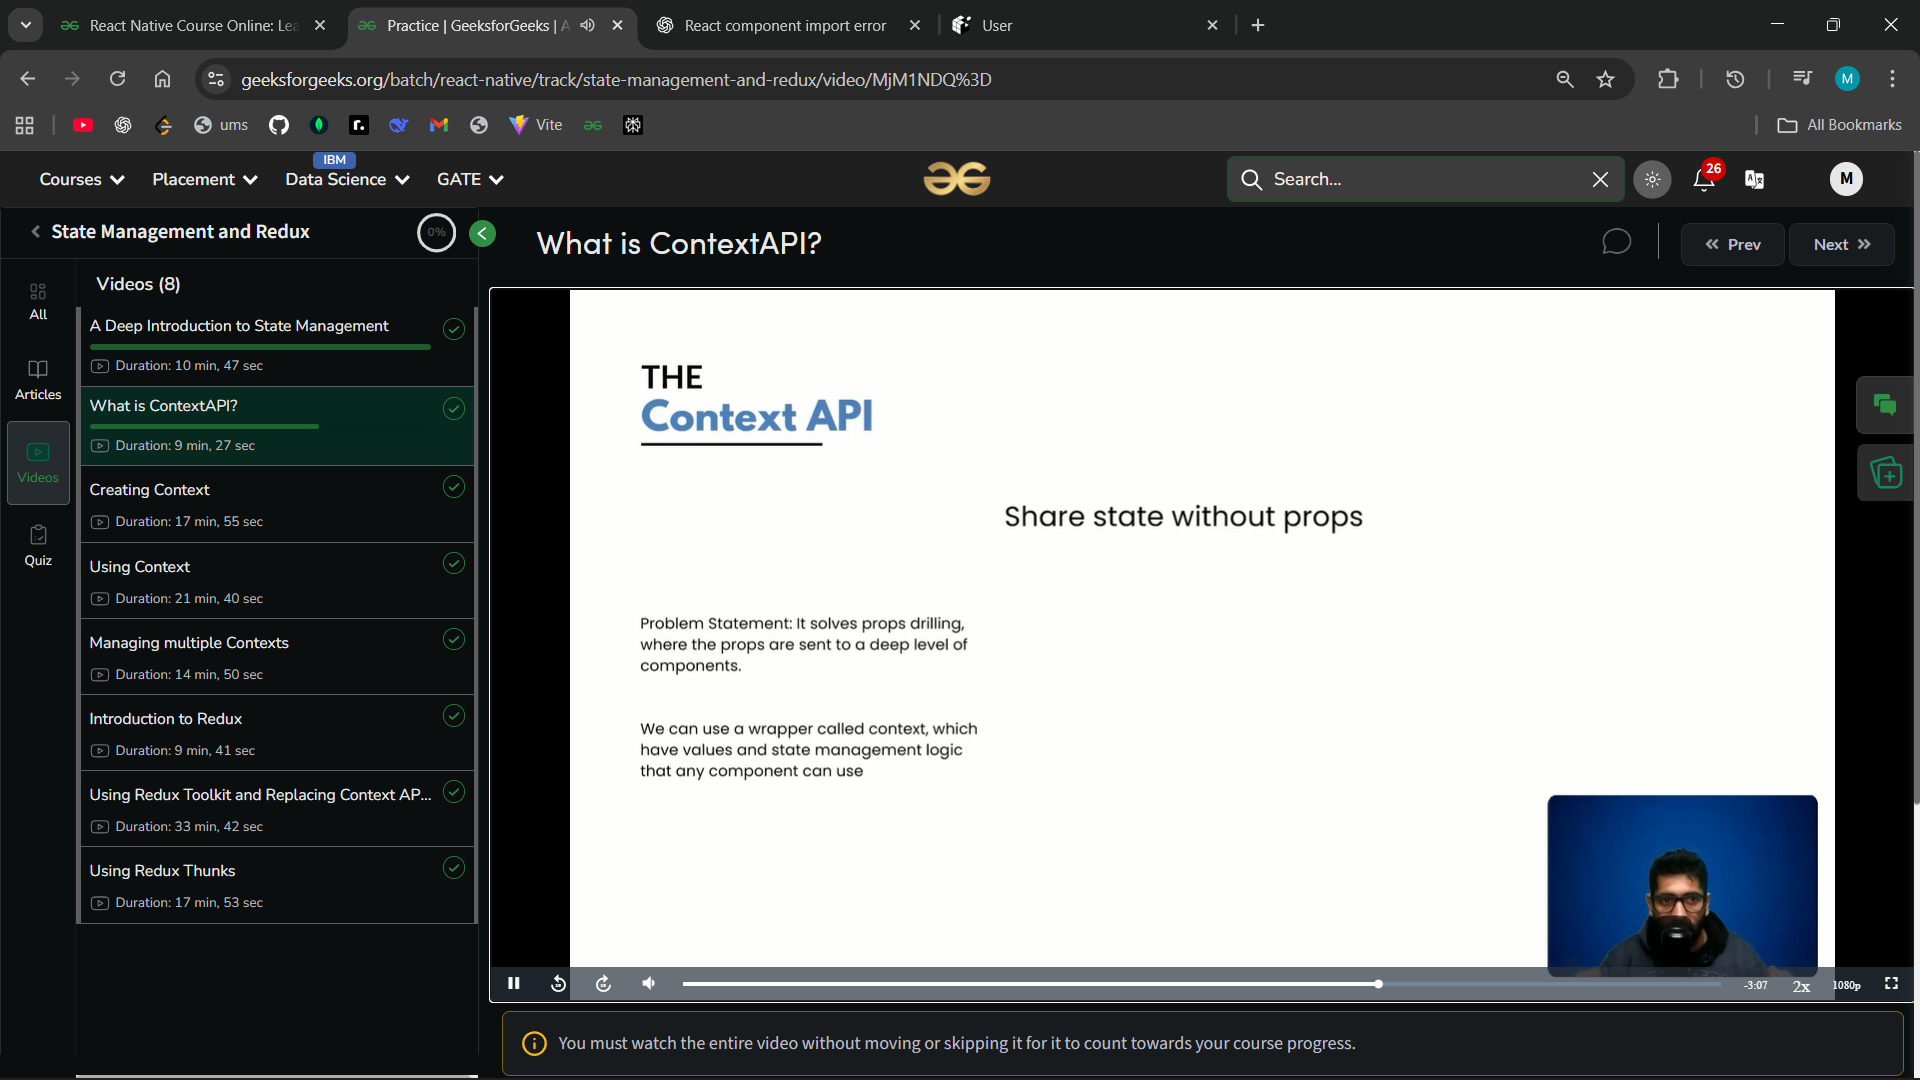 React Native Course Online: Lea
Practice | GeeksforGeeks | A
React component import error
User
geeksforgeeks.org/batch/react-native/track/state-management-and-redux/video/MjM1NDQ%3D
M
ums
Vite
All Bookmarks
Courses
Placement
IBM
Data Science
GATE
Search...
26
M
State Management and Redux
0%
What is ContextAPI?
Prev
Next
All
Articles
Videos
Quiz
Videos (8)
A Deep Introduction to State Management
Duration: 10 min, 47 sec
What is ContextAPI?
Duration: 9 min, 27 sec
Creating Context
Duration: 17 min, 55 sec
Using Context
Duration: 21 min, 40 sec
Managing multiple Contexts
Duration: 14 min, 50 sec
Introduction to Redux
Duration: 9 min, 41 sec
Using Redux Toolkit and Replacing Context AP...
Duration: 33 min, 42 sec
Using Redux Thunks
Duration: 17 min, 53 sec
THE
Context API
Share state without props
Problem Statement: It solves props drilling,
where the props are sent to a deep level of
components.
We can use a wrapper called context, which
have values and state management logic
that any component can use
-3:07
2x
1080p
You must watch the entire video without moving or skipping it for it to count towards your course progress.